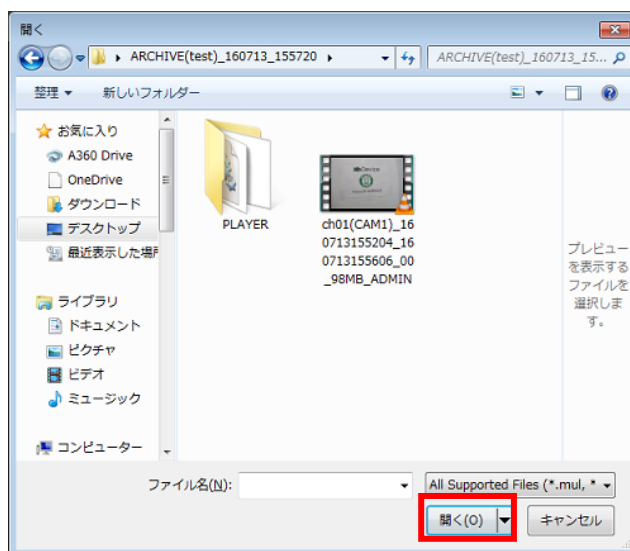 開く
ARCHIVE(test)_160713_155720
ARCHIVE(test)_160713_15...
整理
新しいフォルダー
お気に入り
A360 Drive
OneDrive
ダウンロード
デスクトップ
最近表示した場所
ライブラリ
ドキュメント
ピクチャ
ビデオ
ミュージック
コンピューター
PLAYER
ch01(CAM1)_16
0713155204_16
0713155606_00
_98MB_ADMIN
プレビュー
を表示する
ファイルを
選択しま
す。
ファイル名(N):
All Supported Files (*.mul, *
開く(O)
キャンセル